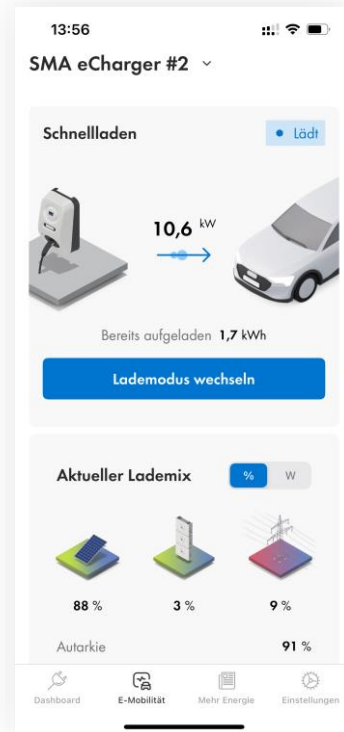 13:56
SMA eCharger #2
Schnellladen
Lädt
10,6 kW
Bereits aufgeladen 1,7 kWh
Lademodus wechseln
Aktueller Lademix
% W
88 % 3 % 9 %
Autarkie 91 %
Dashboard E-Mobilität Mehr Energie Einstellungen